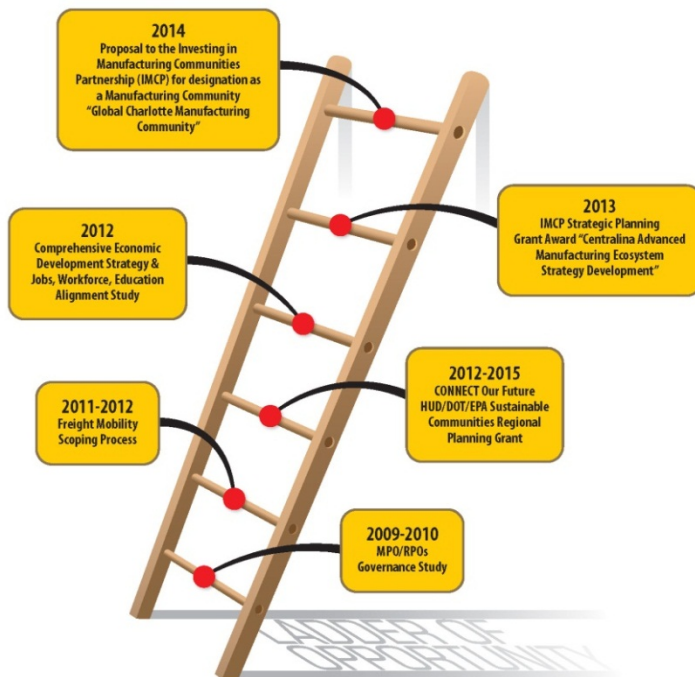 2014
Proposal to the Investing in
Manufacturing Communities
Partnership (IMCP) for designation as
a Manufacturing Community
“Global Charlotte Manufacturing
Community”
2013
IMCP Strategic Planning
Grant Award “Centralina Advanced
Manufacturing Ecosystem
Strategy Development”
2012
Comprehensive Economic
Development Strategy &
Jobs, Workforce, Education
Alignment Study
2012-2015
CONNECT Our Future
HUD/DOT/EPA Sustainable
Communities Regional
Planning Grant
2011-2012
Freight Mobility
Scoping Process
2009-2010
MPO/RPOs
Governance Study
LADDER OF
OPPORTUNITY